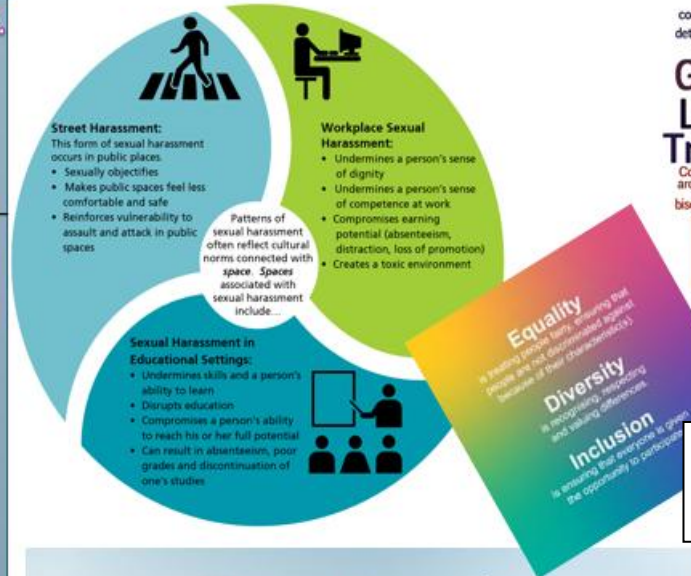 Street Harassment:
This form of sexual harassment
occurs in public places.
• Sexually objectifies
• Makes public spaces feel less
comfortable and safe
• Reinforces vulnerability to
assault and attack in public
spaces
Workplace Sexual
Harassment:
• Undermines a person's sense
of dignity
• Undermines a person's sense
of competence at work
• Compromises earning
potential (absenteeism,
distraction, loss of promotion)
• Creates a toxic environment
Patterns of
sexual harassment
often reflect cultural
norms connected with
space. Spaces
associated with
sexual harassment
include...
Sexual Harassment in
Educational Settings:
• Undermines skills and a person's
ability to learn
• Disrupts education
• Compromises a person's ability
to reach his or her full potential
• Can result in absenteeism, poor
grades and discontinuation of
one's studies
Equality
is treating people fairly, ensuring that
people are not discriminated against
because of their characteristic(s).
Diversity
is recognising, respecting
and valuing differences.
Inclusion
is ensuring that everyone is given
the opportunity to participate